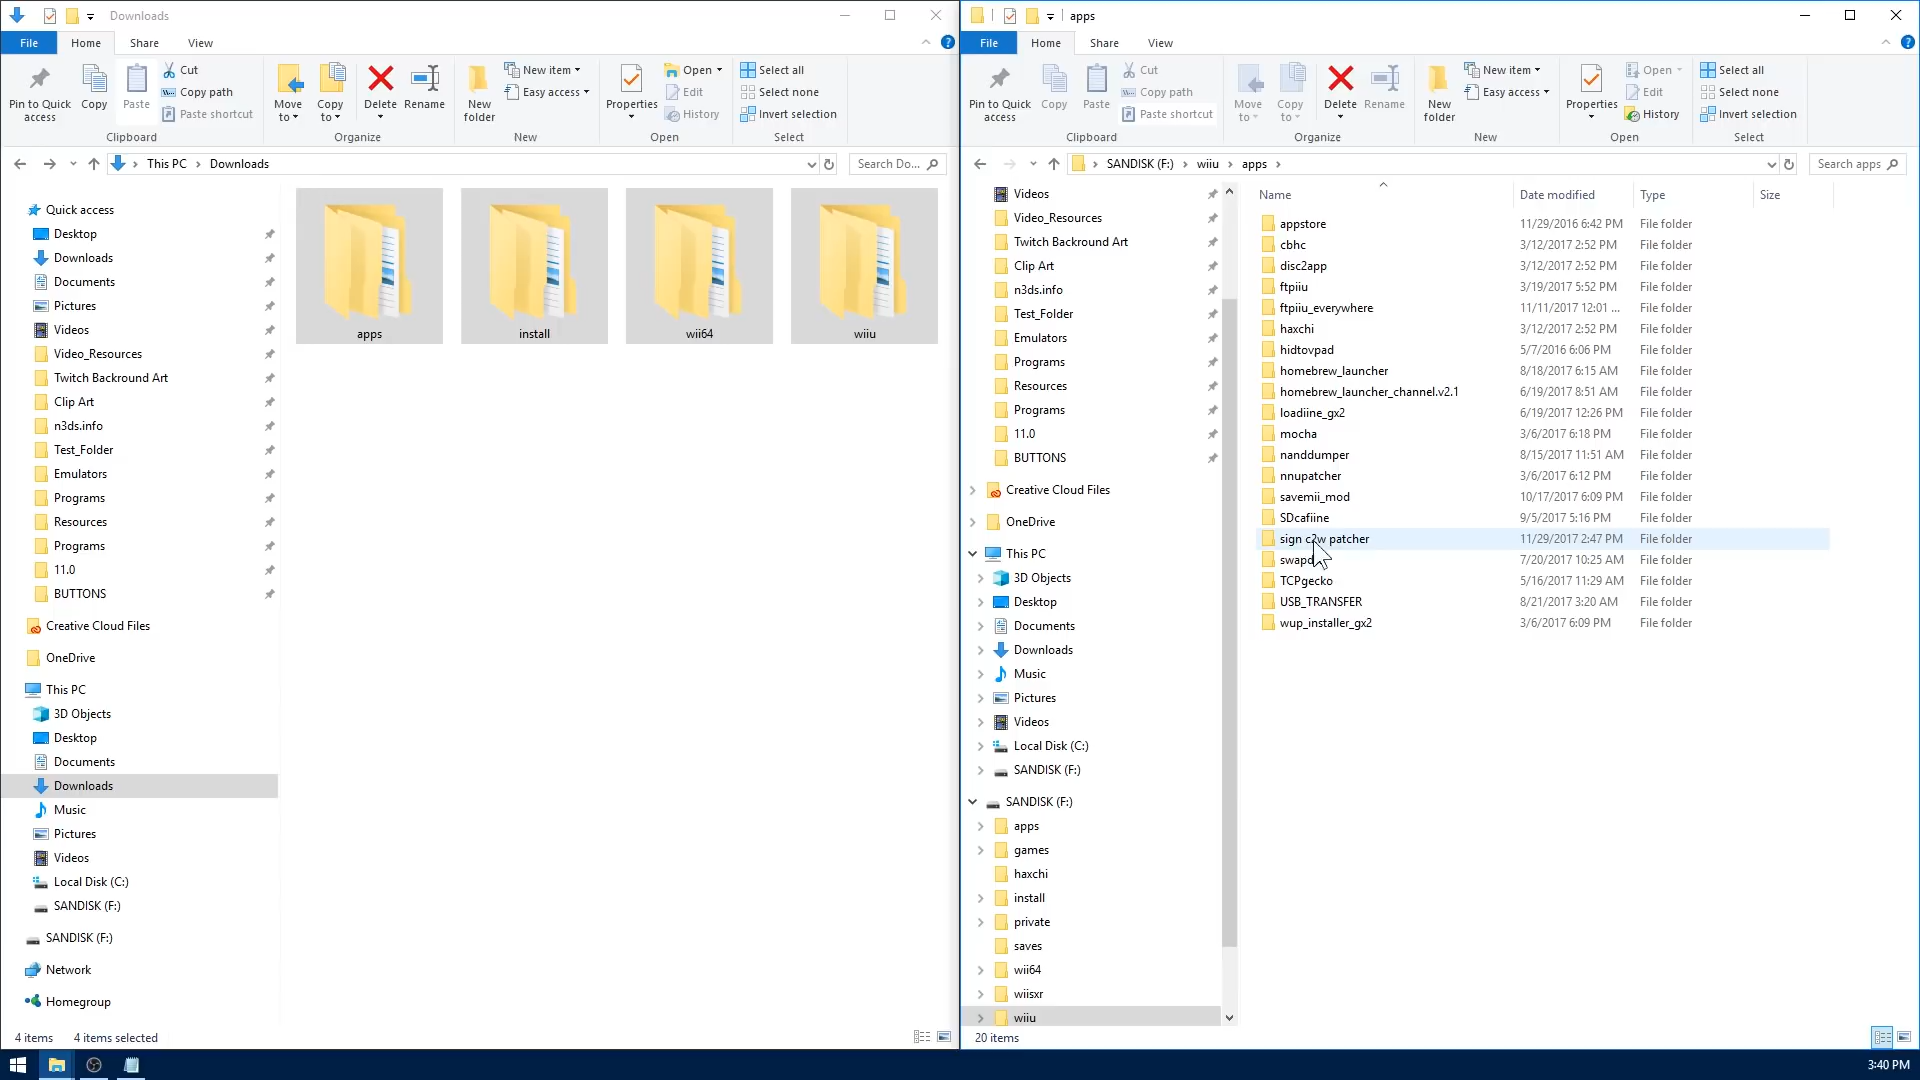 Downloads
File
Home
Share
View
Pin to Quick access
Copy
Paste
Cut
Copy path
Paste shortcut
Clipboard
Move to
Copy to
Delete
Rename
Organize
New folder
New item
Easy access
New
Properties
Open
Edit
History
Open
Select all
Select none
Invert selection
Select
This PC > Downloads
Search Do...
Quick access
Desktop
Downloads
Documents
Pictures
Videos
Video_Resources
Twitch Backround Art
Clip Art
n3ds.info
Test_Folder
Emulators
Programs
Resources
Programs
11.0
BUTTONS
Creative Cloud Files
OneDrive
This PC
3D Objects
Desktop
Documents
Downloads
Music
Pictures
Videos
Local Disk (C:)
SANDISK (F:)
SANDISK (F:)
Network
Homegroup
apps
install
wii64
wiiu
4 items
4 items selected
apps
File
Home
Share
View
Pin to Quick access
Copy
Paste
Cut
Copy path
Paste shortcut
Clipboard
Move to
Copy to
Delete
Rename
Organize
New folder
New item
Easy access
New
Properties
Open
Edit
History
Open
Select all
Select none
Invert selection
Select
SANDISK (F:) > wiiu > apps >
Search apps
Videos
Video_Resources
Twitch Backround Art
Clip Art
n3ds.info
Test_Folder
Emulators
Programs
Resources
Programs
11.0
BUTTONS
Creative Cloud Files
OneDrive
This PC
3D Objects
Desktop
Documents
Downloads
Music
Pictures
Videos
Local Disk (C:)
SANDISK (F:)
SANDISK (F:)
apps
games
haxchi
install
private
saves
wii64
wiisxr
wiiu
Name Date modified Type Size
appstore 11/29/2016 6:42 PM File folder
cbhc 3/12/2017 2:52 PM File folder
disc2app 3/12/2017 2:52 PM File folder
ftpiiu 3/19/2017 5:52 PM File folder
ftpiiu_everywhere 11/11/2017 12:01 ... File folder
haxchi 3/12/2017 2:52 PM File folder
hidtovpad 5/7/2016 6:06 PM File folder
homebrew_launcher 8/18/2017 6:15 AM File folder
homebrew_launcher_channel.v2.1 6/19/2017 8:51 AM File folder
loadiine_gx2 6/19/2017 12:26 PM File folder
mocha 3/6/2017 6:18 PM File folder
nanddumper 8/15/2017 11:51 AM File folder
nnupatcher 3/6/2017 6:12 PM File folder
savemii_mod 10/17/2017 6:09 PM File folder
SDcafiine 9/5/2017 5:16 PM File folder
sign c2w patcher 11/29/2017 2:47 PM File folder
7/20/2017 10:25 AM File folder
TCPgecko 5/16/2017 11:29 AM File folder
USB_TRANSFER 8/21/2017 3:20 AM File folder
wup_installer_gx2 3/6/2017 6:09 PM File folder
20 items
3:40 PM